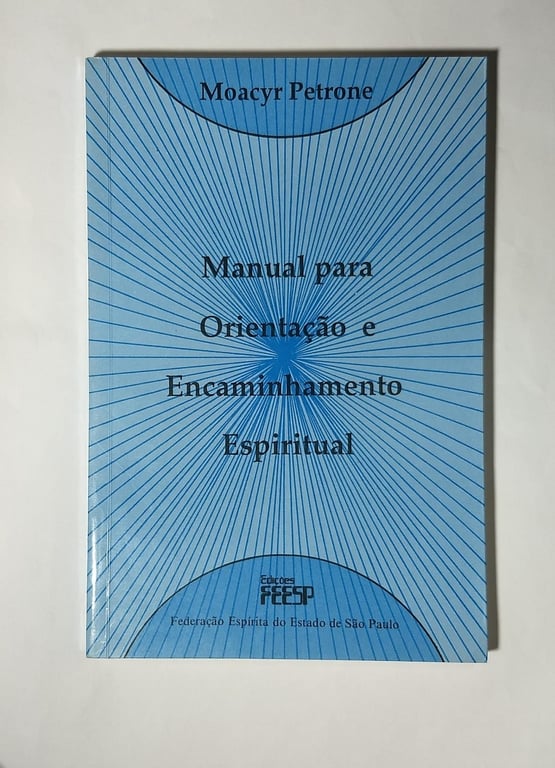 Moacyr Petrone
Manual para
Orientação e
Encaminhamento
Espiritual
Edições
FEESP
Federação Espírita do Estado de São Paulo